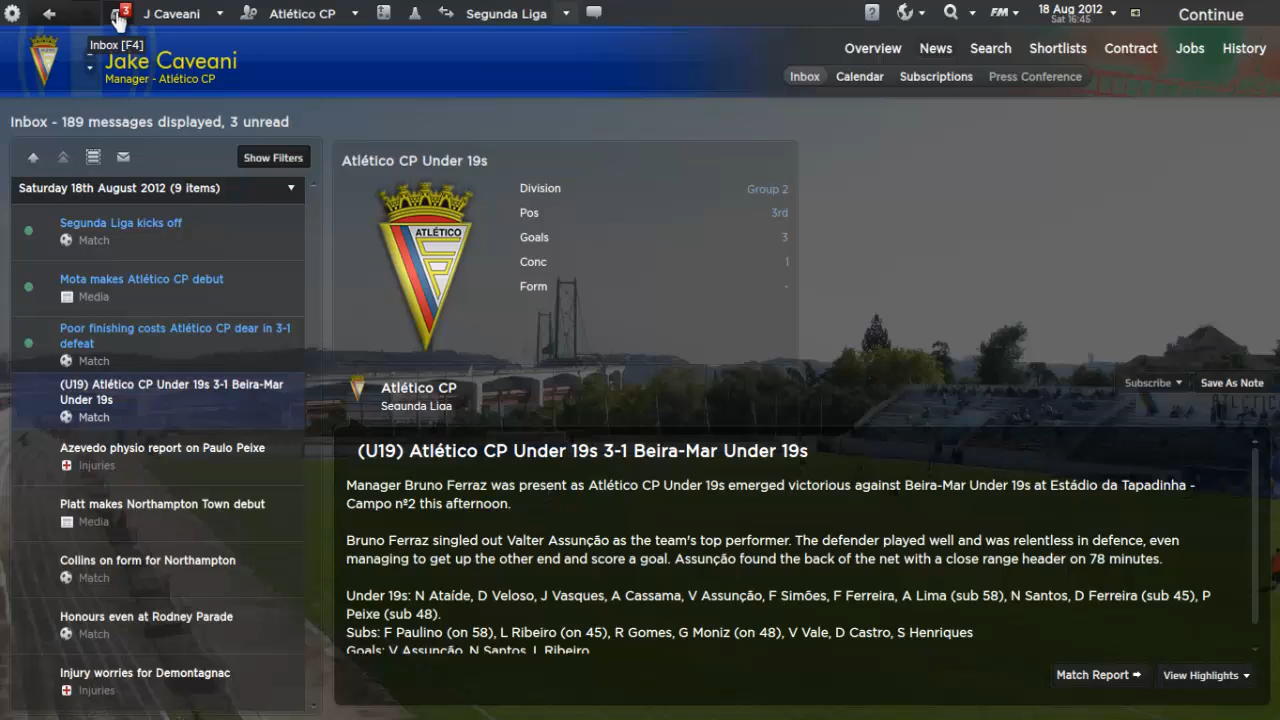 3
J Caveani
Atlético CP
Segunda Liga
?
FM
18 Aug 2012
Sat 16:45
Continue
Inbox [F4]
Jake Caveani
Manager - Atlético CP
Overview News Search Shortlists Contract Jobs History
Inbox Calendar Subscriptions Press Conference
Inbox - 189 messages displayed, 3 unread
Show Filters
Saturday 18th August 2012 (9 items)
Segunda Liga kicks off
Match
Mota makes Atlético CP debut
Media
Poor finishing costs Atlético CP dear in 3-1
defeat
Match
(U19) Atlético CP Under 19s 3-1 Beira-Mar
Under 19s
Match
Azevedo physio report on Paulo Peixe
Injuries
Platt makes Northampton Town debut
Media
Collins on form for Northampton
Match
Honours even at Rodney Parade
Match
Injury worries for Demontagnac
Injuries
Atlético CP Under 19s
ATLÉTICO
CP
Division Group 2
Pos 3rd
Goals 3
Conc 1
Form -
Atlético CP
Segunda Liga
Subscribe
Save As Note
(U19) Atlético CP Under 19s 3-1 Beira-Mar Under 19s
Manager Bruno Ferraz was present as Atlético CP Under 19s emerged victorious against Beira-Mar Under 19s at Estádio da Tapadinha -
Campo nº2 this afternoon.
Bruno Ferraz singled out Valter Assunção as the team's top performer. The defender played well and was relentless in defence, even
managing to get up the other end and score a goal. Assunção found the back of the net with a close range header on 78 minutes.
Under 19s: N Ataíde, D Veloso, J Vasques, A Cassama, V Assunção, F Simões, F Ferreira, A Lima (sub 58), N Santos, D Ferreira (sub 45), P
Peixe (sub 48).
Subs: F Paulino (on 58), L Ribeiro (on 45), R Gomes, G Moniz (on 48), V Vale, D Castro, S Henriques
Goals: V Assunção, N Santos, L Ribeiro
Match Report
View Highlights